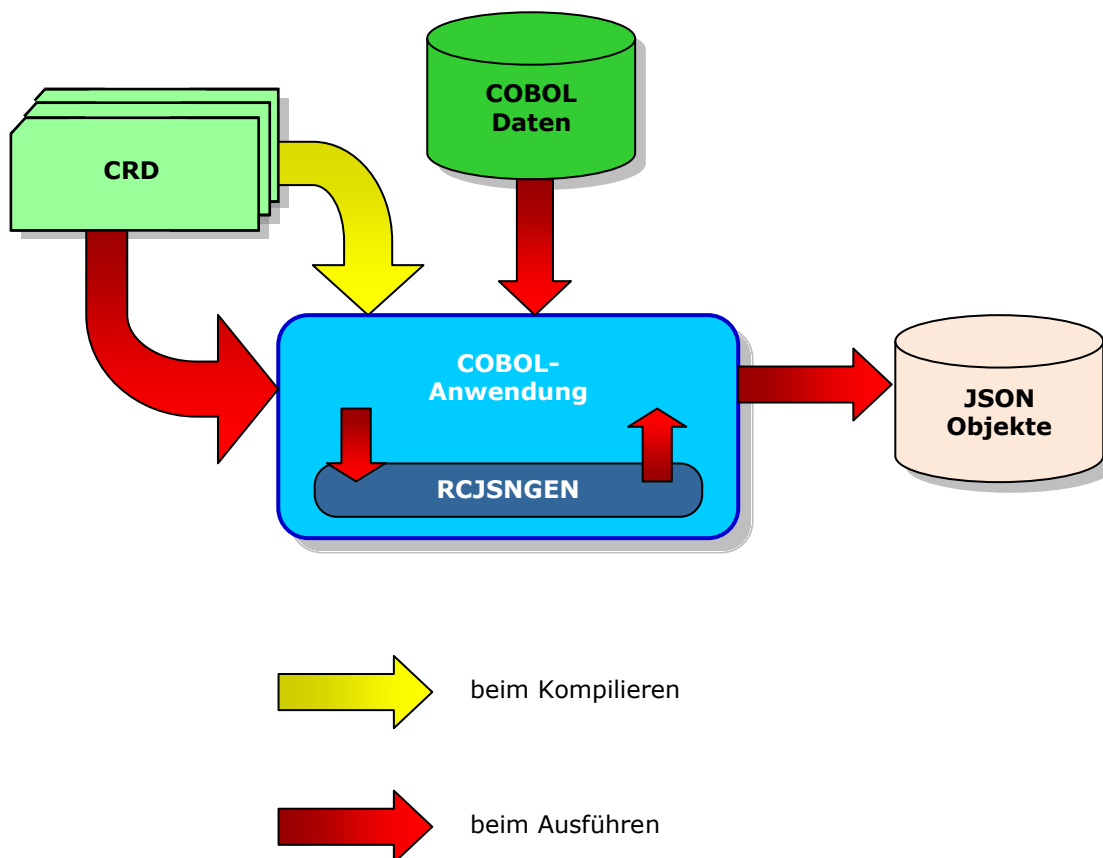 COBOL
Daten
CRD
COBOL-
Anwendung
RCJSNGEN
JSON
Objekte
beim Kompilieren
beim Ausführen